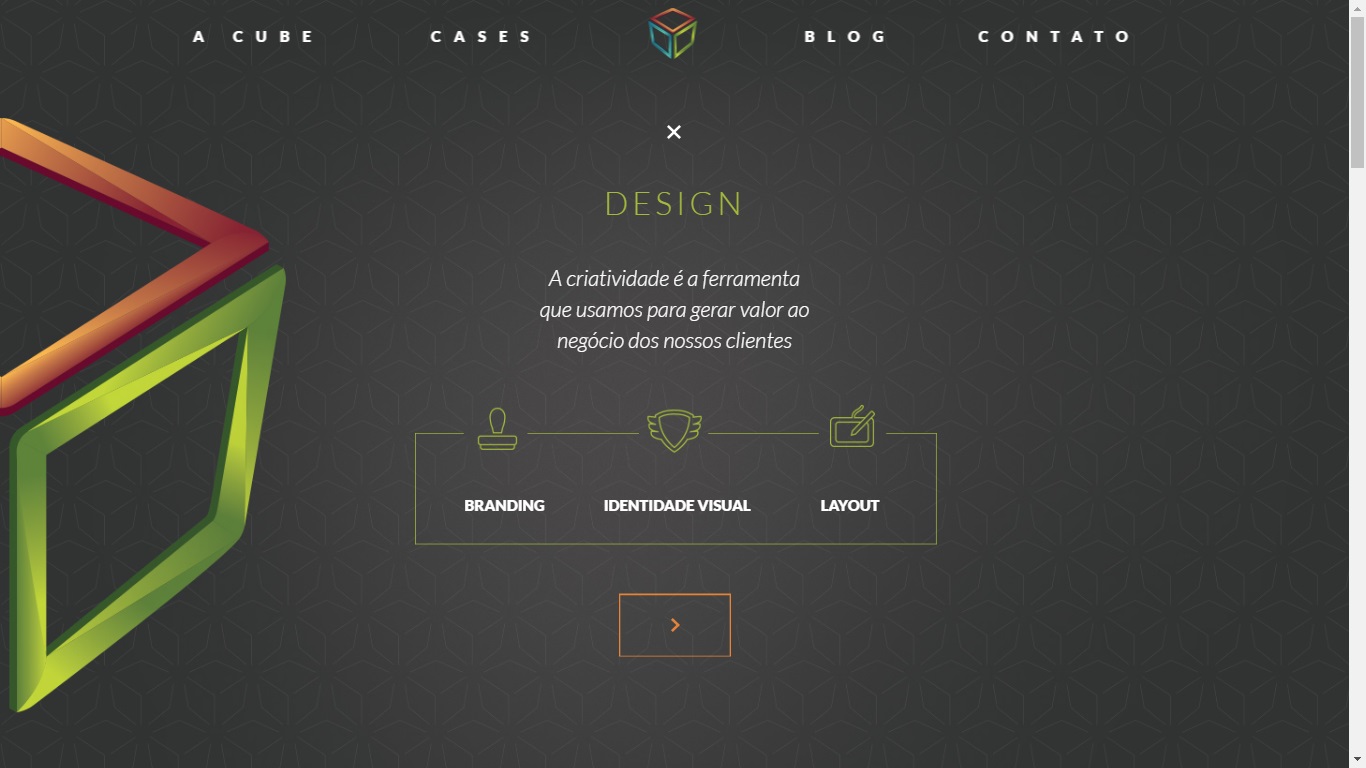 A CUBE
CASES
BLOG
CONTATO
DESIGN
A criatividade é a ferramenta
que usamos para gerar valor ao
negócio dos nossos clientes
BRANDING
IDENTIDADE VISUAL
LAYOUT